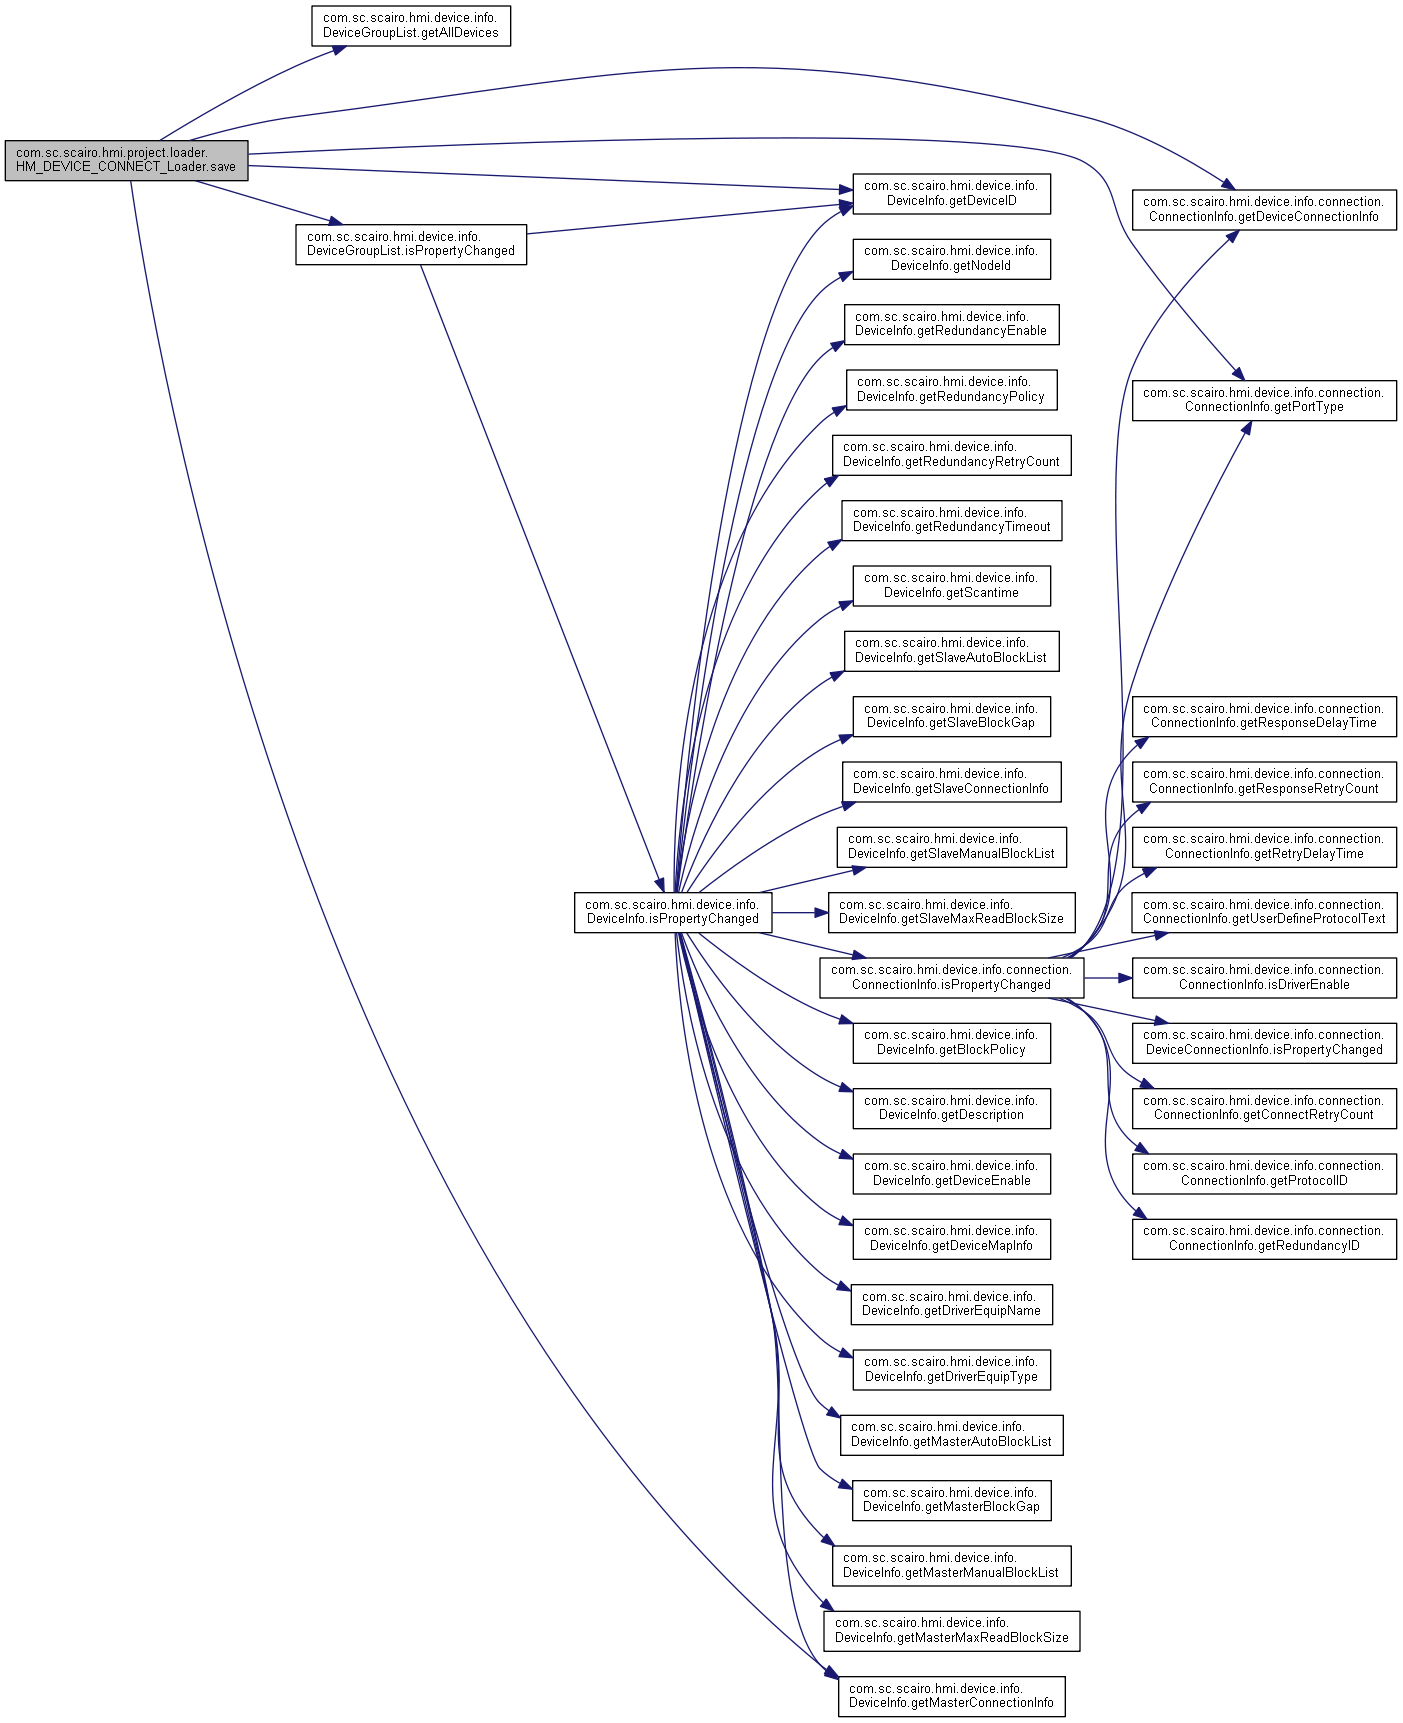 com.sc.scairo.hmi.device.info.
DeviceGroupList.getAllDevices
com.sc.scairo.hmi.project.loader.
HM_DEVICE_CONNECT_Loader.save
com.sc.scairo.hmi.device.info.
DeviceGroupList.isPropertyChanged
com.sc.scairo.hmi.device.info.
DeviceInfo.isPropertyChanged
com.sc.scairo.hmi.device.info.
DeviceInfo.getDeviceID
com.sc.scairo.hmi.device.info.
DeviceInfo.getNodeId
com.sc.scairo.hmi.device.info.
DeviceInfo.getRedundancyEnable
com.sc.scairo.hmi.device.info.
DeviceInfo.getRedundancyPolicy
com.sc.scairo.hmi.device.info.
DeviceInfo.getRedundancyRetryCount
com.sc.scairo.hmi.device.info.
DeviceInfo.getRedundancyTimeout
com.sc.scairo.hmi.device.info.
DeviceInfo.getScantime
com.sc.scairo.hmi.device.info.
DeviceInfo.getSlaveAutoBlockList
com.sc.scairo.hmi.device.info.
DeviceInfo.getSlaveBlockGap
com.sc.scairo.hmi.device.info.
DeviceInfo.getSlaveConnectionInfo
com.sc.scairo.hmi.device.info.
DeviceInfo.getSlaveManualBlockList
com.sc.scairo.hmi.device.info.
DeviceInfo.getSlaveMaxReadBlockSize
com.sc.scairo.hmi.device.info.connection.
ConnectionInfo.isPropertyChanged
com.sc.scairo.hmi.device.info.
DeviceInfo.getBlockPolicy
com.sc.scairo.hmi.device.info.
DeviceInfo.getDescription
com.sc.scairo.hmi.device.info.
DeviceInfo.getDeviceEnable
com.sc.scairo.hmi.device.info.
DeviceInfo.getDeviceMapInfo
com.sc.scairo.hmi.device.info.
DeviceInfo.getDriverEquipName
com.sc.scairo.hmi.device.info.
DeviceInfo.getDriverEquipType
com.sc.scairo.hmi.device.info.
DeviceInfo.getMasterAutoBlockList
com.sc.scairo.hmi.device.info.
DeviceInfo.getMasterBlockGap
com.sc.scairo.hmi.device.info.
DeviceInfo.getMasterManualBlockList
com.sc.scairo.hmi.device.info.
DeviceInfo.getMasterMaxReadBlockSize
com.sc.scairo.hmi.device.info.
DeviceInfo.getMasterConnectionInfo
com.sc.scairo.hmi.device.info.connection.
ConnectionInfo.getDeviceConnectionInfo
com.sc.scairo.hmi.device.info.connection.
ConnectionInfo.getPortType
com.sc.scairo.hmi.device.info.connection.
ConnectionInfo.getResponseDelayTime
com.sc.scairo.hmi.device.info.connection.
ConnectionInfo.getResponseRetryCount
com.sc.scairo.hmi.device.info.connection.
ConnectionInfo.getRetryDelayTime
com.sc.scairo.hmi.device.info.connection.
ConnectionInfo.getUserDefineProtocolText
com.sc.scairo.hmi.device.info.connection.
ConnectionInfo.isDriverEnable
com.sc.scairo.hmi.device.info.connection.
DeviceConnectionInfo.isPropertyChanged
com.sc.scairo.hmi.device.info.connection.
ConnectionInfo.getConnectRetryCount
com.sc.scairo.hmi.device.info.connection.
ConnectionInfo.getProtocolID
com.sc.scairo.hmi.device.info.connection.
ConnectionInfo.getRedundancyID